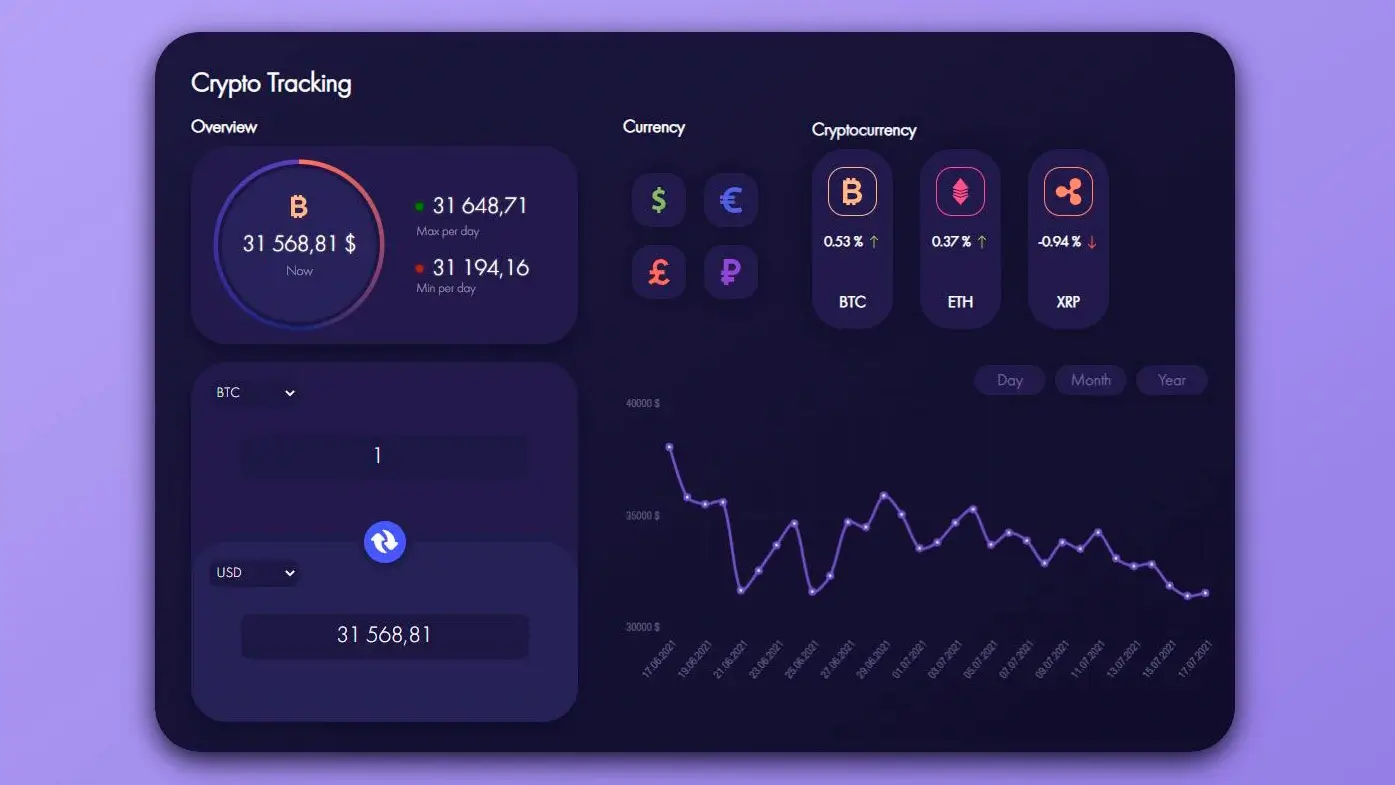 Crypto Tracking
Overview
31 568,81 $
Now
31 648,71
Max per day
31 194,16
Min per day
Currency
$ €
£ ₽
Cryptocurrency
0.53 % ↑ 0.37 % ↑ -0.94 % ↓
BTC ETH XRP
BTC
1
USD
31 568,81
Day Month Year
40000 $
35000 $
30000 $
17.06.2021 19.06.2021 21.06.2021 23.06.2021 25.06.2021 27.06.2021 29.06.2021 01.07.2021 03.07.2021 05.07.2021 07.07.2021 09.07.2021 11.07.2021 13.07.2021 15.07.2021 17.07.2021